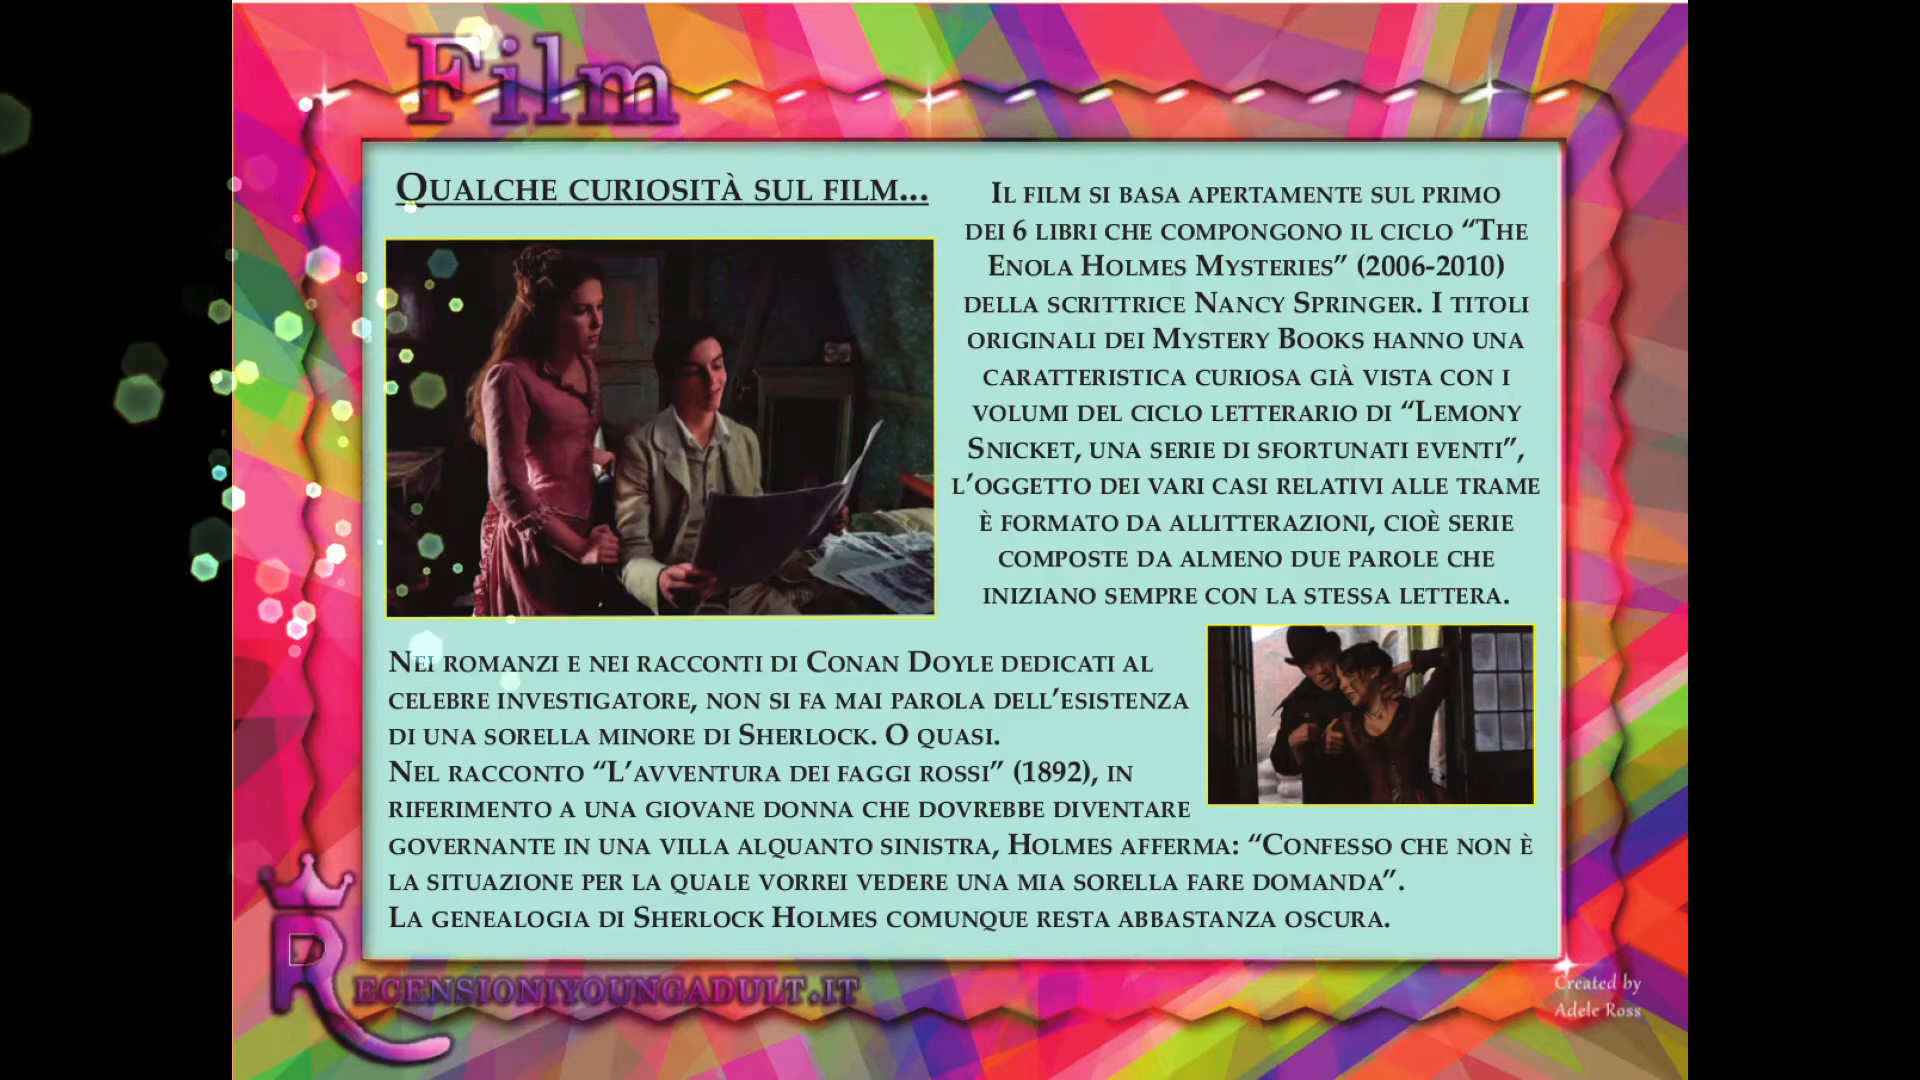 Film
Qualche curiosità sul film...
Il film si basa apertamente sul primo
dei 6 libri che compongono il ciclo “The
Enola Holmes Mysteries” (2006-2010)
della scrittrice Nancy Springer. I titoli
originali dei Mystery Books hanno una
caratteristica curiosa già vista con i
volumi del ciclo letterario di “Lemony
Snicket, una serie di sfortunati eventi”,
l’oggetto dei vari casi relativi alle trame
è formato da allitterazioni, cioè serie
composte da almeno due parole che
iniziano sempre con la stessa lettera.
Nei romanzi e nei racconti di Conan Doyle dedicati al
celebre investigatore, non si fa mai parola dell’esistenza
di una sorella minore di Sherlock. O quasi.
Nel racconto “L’avventura dei faggi rossi” (1892), in
riferimento a una giovane donna che dovrebbe diventare
governante in una villa alquanto sinistra, Holmes afferma: “Confesso che non è
la situazione per la quale vorrei vedere una mia sorella fare domanda”.
La genealogia di Sherlock Holmes comunque resta abbastanza oscura.
Recensioniyoungadult.it
Created by
Adele Ross